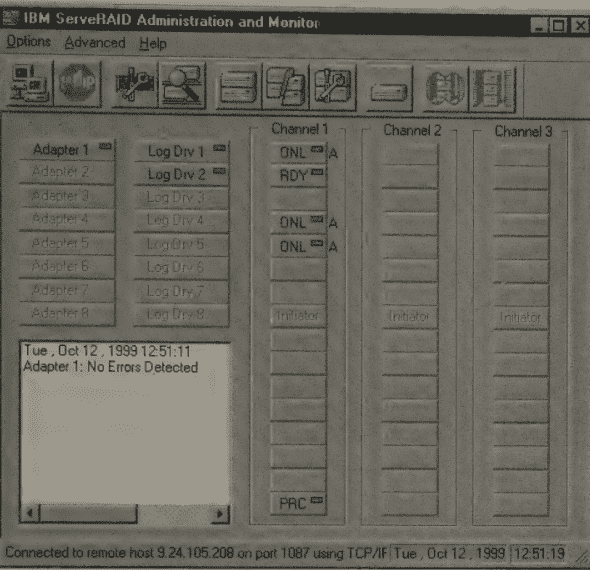 IBM ServeRAID Administration and Monitor
Options Advanced Help
Channel 1
Channel 2
Channel 3
Adapter 1
Adapter 2
Adapter 3
Adapter 4
Adapter 5
Adapter 6
Adapter 7
Adapter 8
Log Drv 1
Log Drv 2
Log Drv 3
Log Drv 4
Log Drv 5
Log Drv 6
Log Drv 7
Log Drv 8
ONL A
RDY
ONL A
ONL A
Initiator
PRC
Initiator
Initiator
Tue , Oct 12 , 1999 12:51:11
Adapter 1: No Errors Detected
Connected to remote host 9.24.105.208 on port 1087 using TCP/IP Tue , Oct 12 , 1999 12:51:19